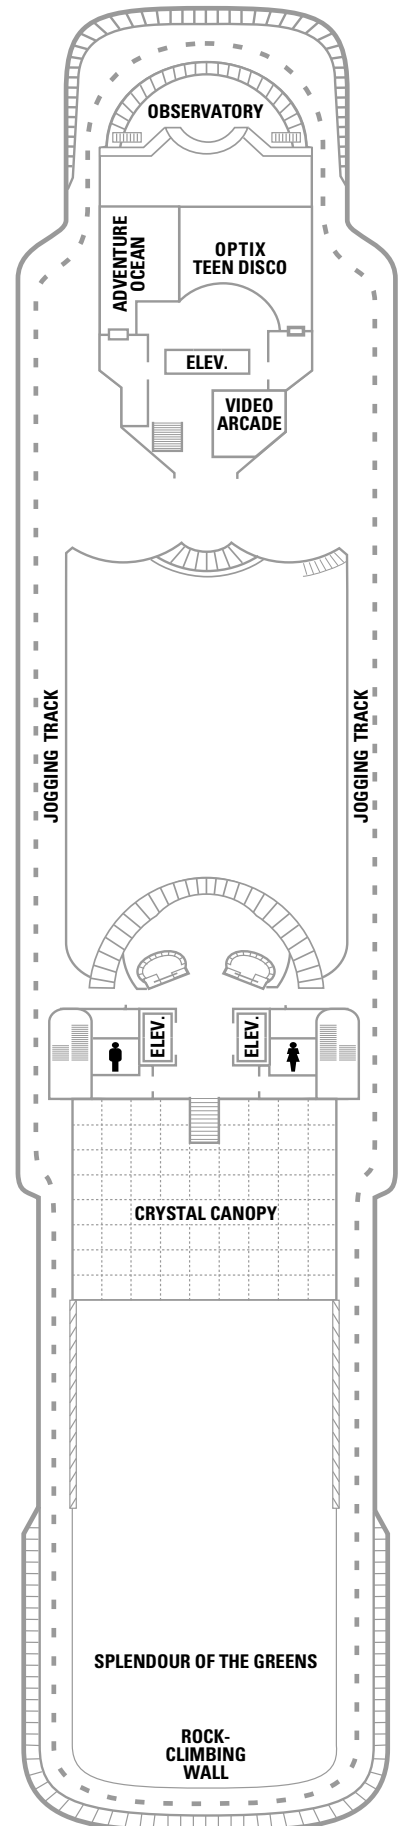 OBSERVATORY
ADVENTURE
OCEAN
OPTIX
TEEN DISCO
ELEV.
VIDEO
ARCADE
JOGGING TRACK
JOGGING TRACK
ELEV.
ELEV.
CRYSTAL CANOPY
SPLENDOUR OF THE GREENS
ROCK-
CLIMBING
WALL